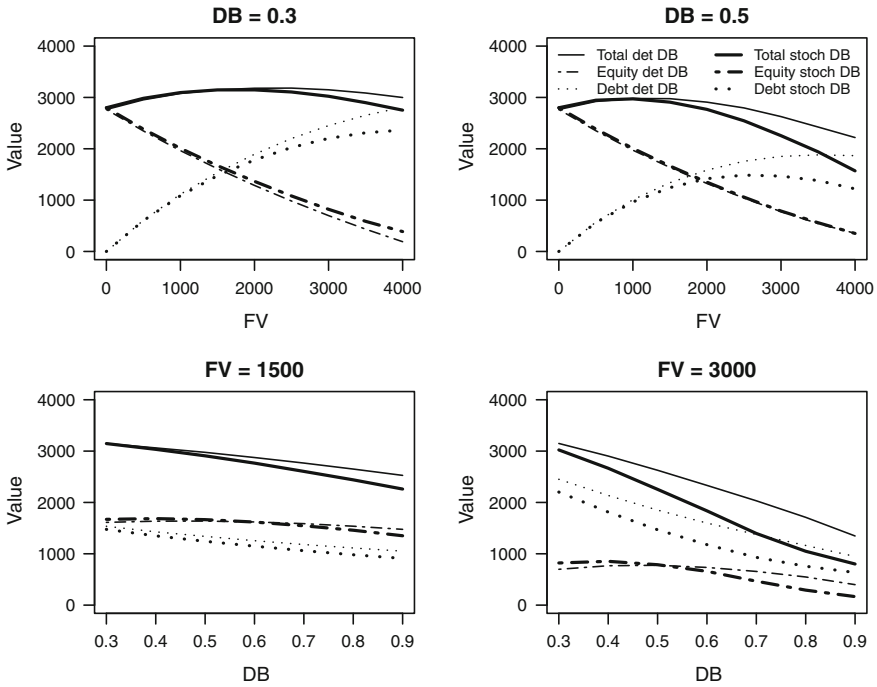 DB = 0.3
4000
3000
2000
1000
0
Value
0 1000 2000 3000 4000
FV
DB = 0.5
Total det DB
Equity det DB
Debt det DB
Total stoch DB
Equity stoch DB
Debt stoch DB
4000
3000
2000
1000
0
Value
0 1000 2000 3000 4000
FV
FV = 1500
4000
3000
2000
1000
0
Value
0.3 0.4 0.5 0.6 0.7 0.8 0.9
DB
FV = 3000
4000
3000
2000
1000
0
Value
0.3 0.4 0.5 0.6 0.7 0.8 0.9
DB